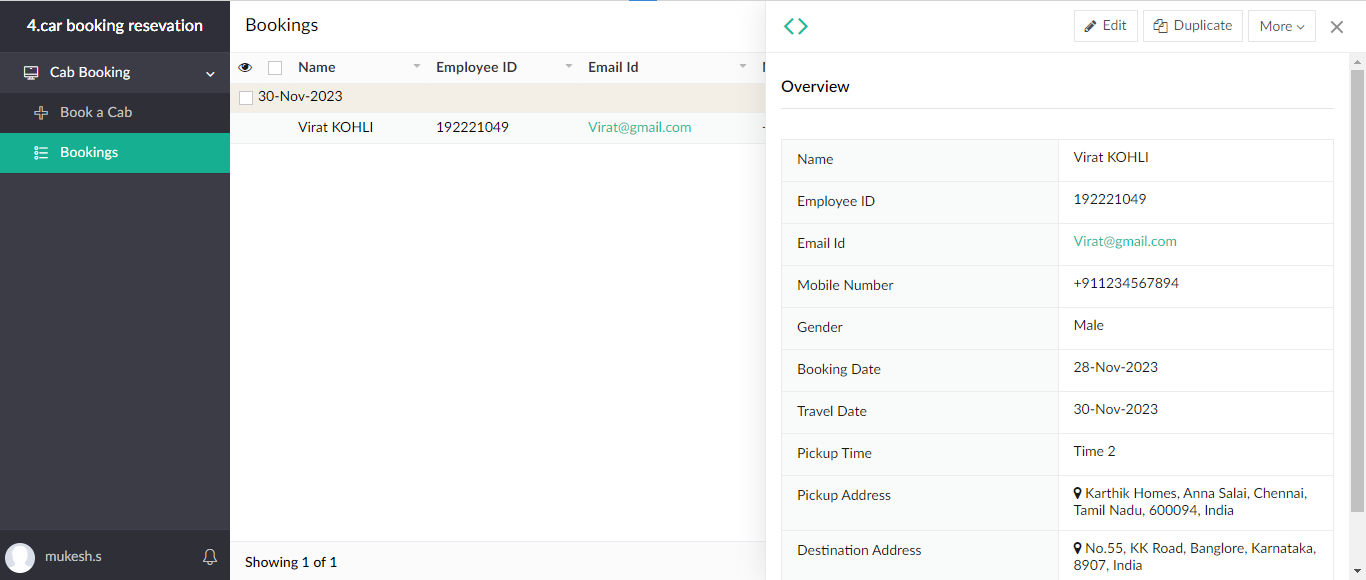 4.car booking resevation
Cab Booking
Book a Cab
Bookings
mukesh.s
Bookings
Name Employee ID Email Id
30-Nov-2023
Virat KOHLI 192221049 Virat@gmail.com
Showing 1 of 1
Edit Duplicate More
Overview
Name Virat KOHLI
Employee ID 192221049
Email Id Virat@gmail.com
Mobile Number +911234567894
Gender Male
Booking Date 28-Nov-2023
Travel Date 30-Nov-2023
Pickup Time Time 2
Pickup Address Karthik Homes, Anna Salai, Chennai,
Tamil Nadu, 600094, India
Destination Address No.55, KK Road, Banglore, Karnataka,
8907, India